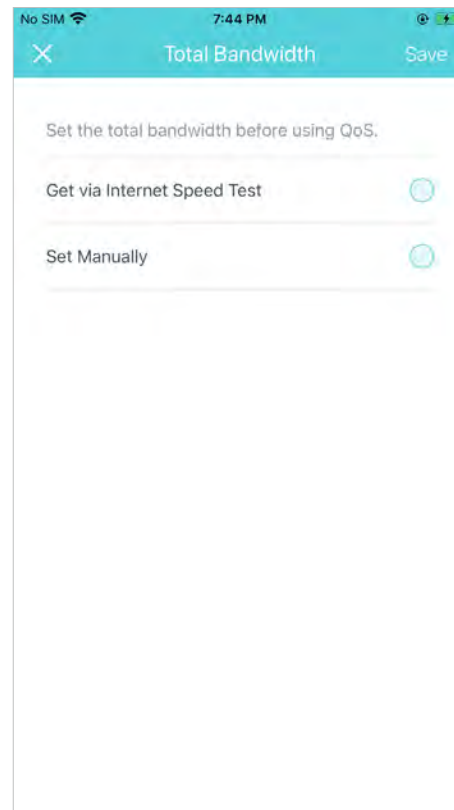 No SIM 7:44 PM
Total Bandwidth Save
Set the total bandwidth before using QoS.
Get via Internet Speed Test
Set Manually